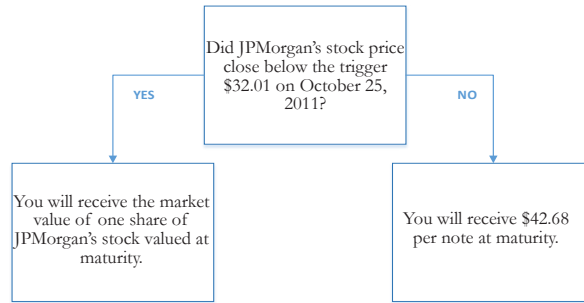 Did JPMorgan's stock price
close below the trigger
$32.01 on October 25,
2011?
YES
NO
You will receive the market
value of one share of
JPMorgan's stock valued at
maturity.
You will receive $42.68
per note at maturity.